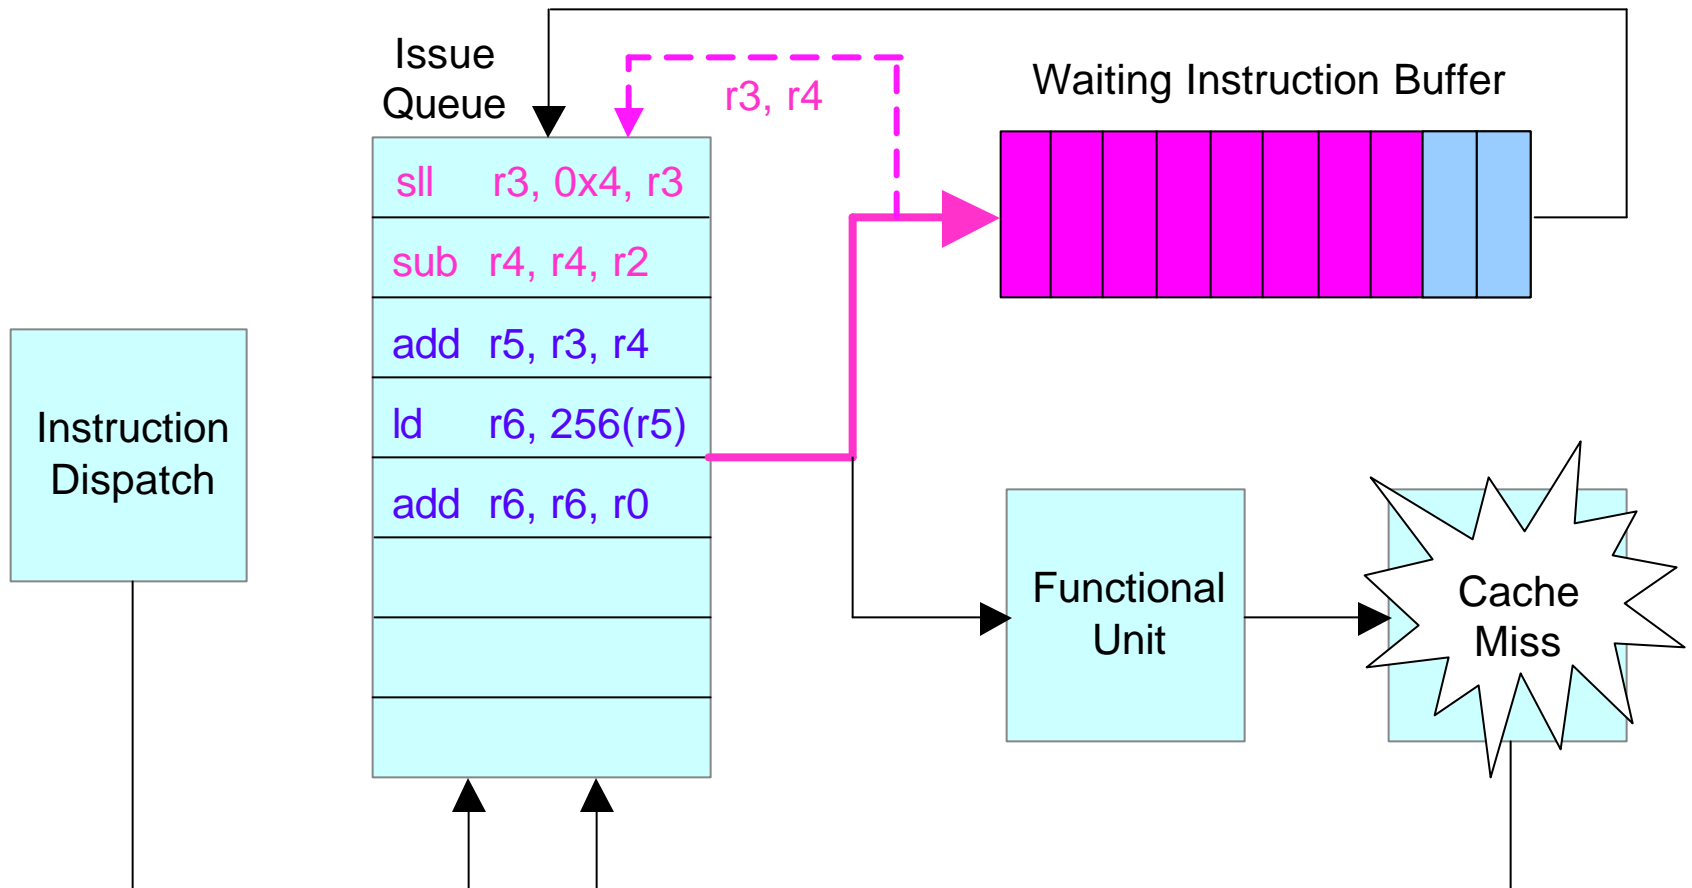 Issue
Queue
r3, r4
Waiting Instruction Buffer
sll r3, 0x4, r3
sub r4, r4, r2
add r5, r3, r4
ld r6, 256(r5)
add r6, r6, r0
Instruction
Dispatch
Functional
Unit
Cache
Miss